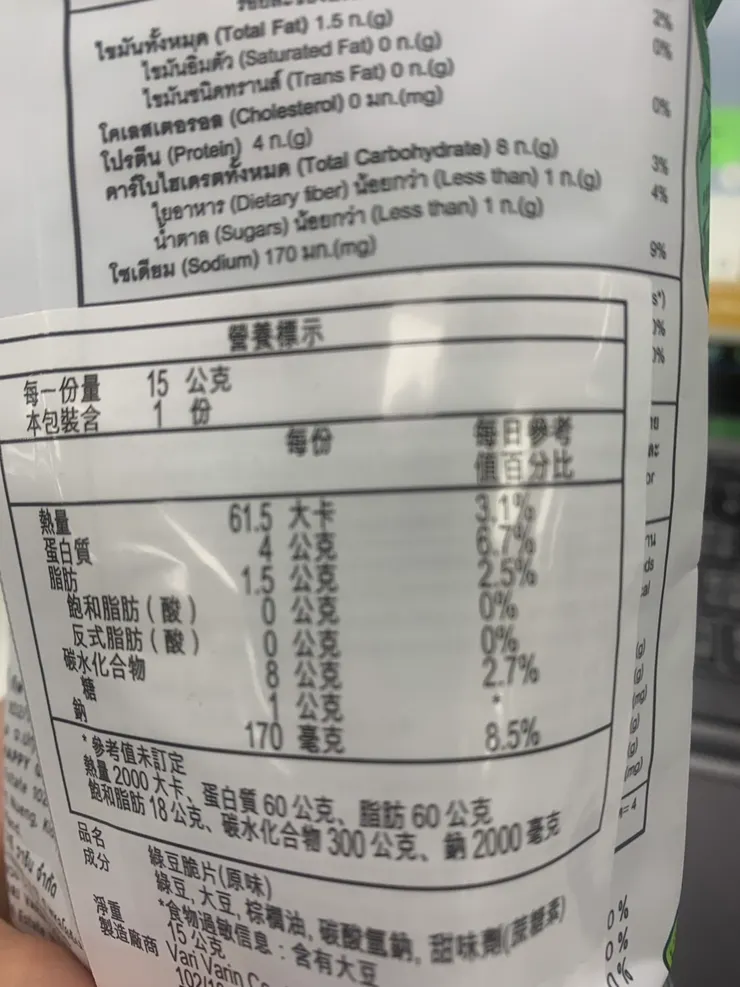 ไขมันทั้งหมด (Total Fat) 1.5 ก.(g) 2%
ไขมันอิ่มตัว (Saturated Fat) 0 ก.(g) 0%
ไขมันชนิดทรานส์ (Trans Fat) 0 ก.(g)
โคเลสเตอรอล (Cholesterol) 0 มก.(mg) 0%
โปรตีน (Protein) 4 ก.(g)
คาร์โบไฮเดรตทั้งหมด (Total Carbohydrate) 8 ก.(g) 3%
ใยอาหาร (Dietary fiber) น้อยกว่า (Less than) 1 ก.(g) 4%
น้ำตาล (Sugars) น้อยกว่า (Less than) 1 ก.(g)
โซเดียม (Sodium) 170 มก.(mg) 9%
營養標示
每一份量 15 公克
本包裝含 1 份
每份 每日參考
值百分比
熱量 61.5 大卡 3.1%
蛋白質 4 公克 6.7%
脂肪 1.5 公克 2.5%
飽和脂肪(酸) 0 公克 0%
反式脂肪(酸) 0 公克 0%
碳水化合物 8 公克 2.7%
糖 1 公克 *
鈉 170 毫克 8.5%
*參考值未訂定
熱量 2000 大卡、蛋白質 60 公克、脂肪 60 公克
飽和脂肪 18 公克、碳水化合物 300 公克、鈉 2000 毫克
品名 綠豆脆片(原味)
成分 綠豆, 大豆, 棕櫚油, 碳酸氫鈉, 甜味劑(蔗糖素)
*食物過敏信息：含有大豆
淨重 15 公克
製造廠商 Vari Varin Co